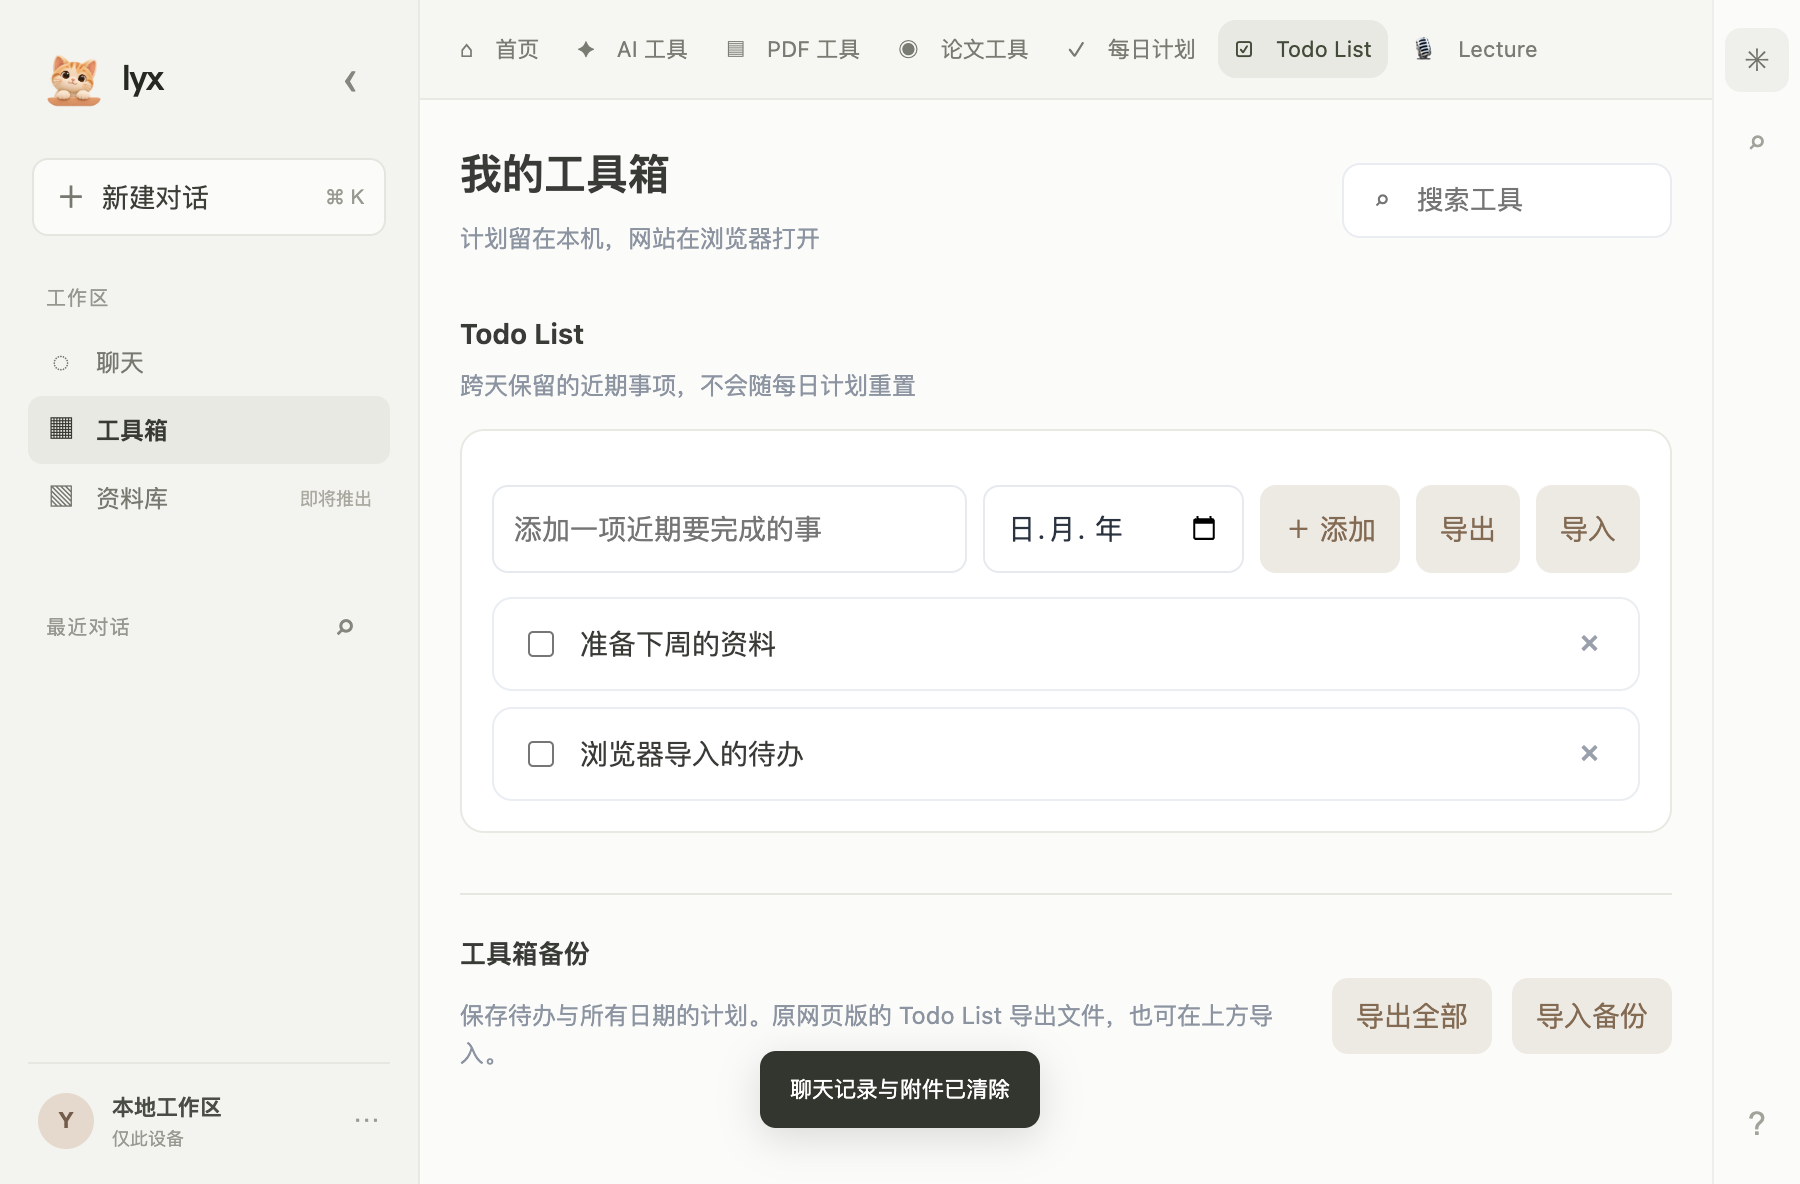 lyx
新建对话
⌘ K
工作区
聊天
工具箱
资料库
即将推出
最近对话
Y
本地工作区
仅此设备
首页
AI 工具
PDF 工具
论文工具
每日计划
Todo List
Lecture
我的工具箱
计划留在本机，网站在浏览器打开
搜索工具
Todo List
跨天保留的近期事项，不会随每日计划重置
添加一项近期要完成的事
日.月.年
+ 添加
导出
导入
准备下周的资料
×
浏览器导入的待办
×
工具箱备份
保存待办与所有日期的计划。原网页版的 Todo List 导出文件，也可在上方导
入。
导出全部
导入备份
聊天记录与附件已清除
?